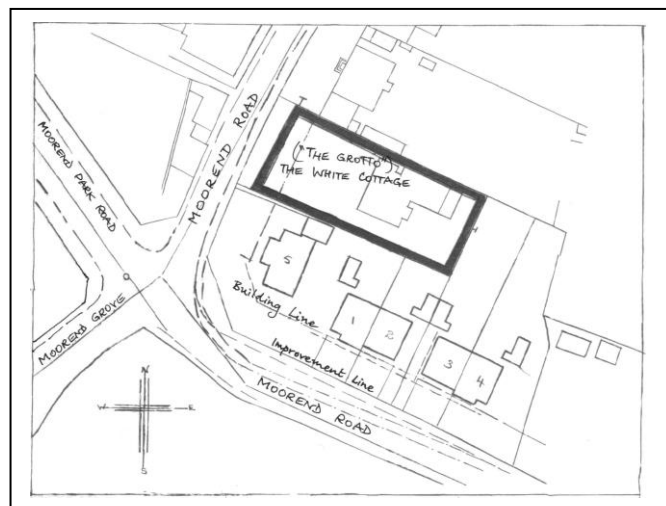 MOOREND PARK ROAD
MOOREND ROAD
("THE GROTTO")
THE WHITE COTTAGE
MOOREND GROVE
5
Building Line
1
2
Improvement Line
3
4
MOOREND ROAD
N
W
E
S